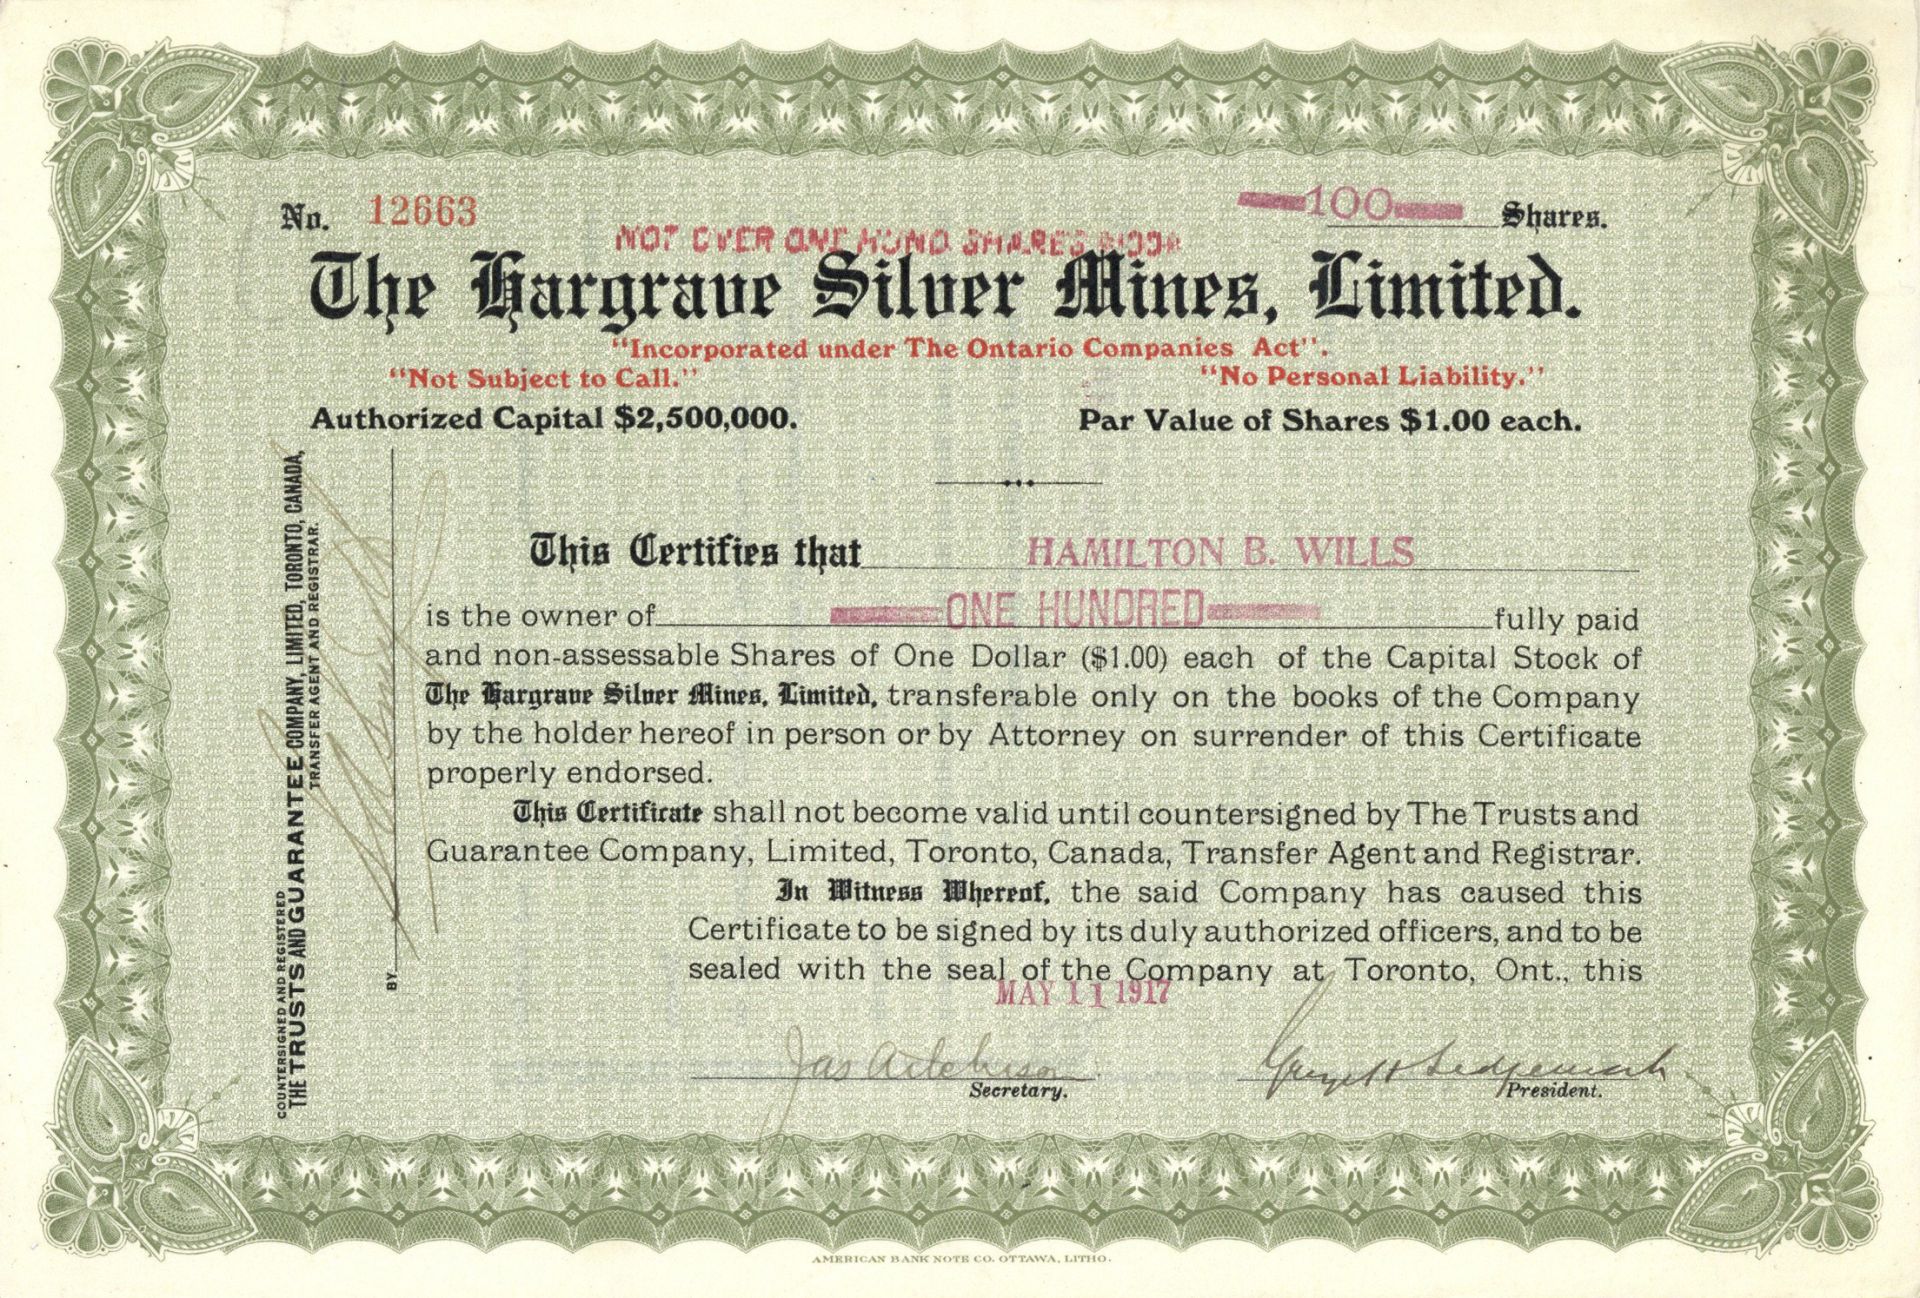 No. 12663
100 Shares.
NOT OVER ONE HUND. SHARES
The Hargrave Silver Mines, Limited.
"Incorporated under The Ontario Companies Act".
"Not Subject to Call." "No Personal Liability."
Authorized Capital $2,500,000. Par Value of Shares $1.00 each.
This Certifies that HAMILTON B. WILLS
is the owner of ONE HUNDRED fully paid
and non-assessable Shares of One Dollar ($1.00) each of the Capital Stock of
The Hargrave Silver Mines, Limited, transferable only on the books of the Company
by the holder hereof in person or by Attorney on surrender of this Certificate
properly endorsed.
This Certificate shall not become valid until countersigned by The Trusts and
Guarantee Company, Limited, Toronto, Canada, Transfer Agent and Registrar.
In Witness Whereof, the said Company has caused this
Certificate to be signed by its duly authorized officers, and to be
sealed with the seal of the Company at Toronto, Ont., this
MAY 11 1917
Jas Aitchison
Secretary. President.
COUNTERSIGNED AND REGISTERED
THE TRUSTS AND GUARANTEE COMPANY, LIMITED, TORONTO, CANADA,
TRANSFER AGENT AND REGISTRAR.
BY
AMERICAN BANK NOTE CO. OTTAWA, LITHO.